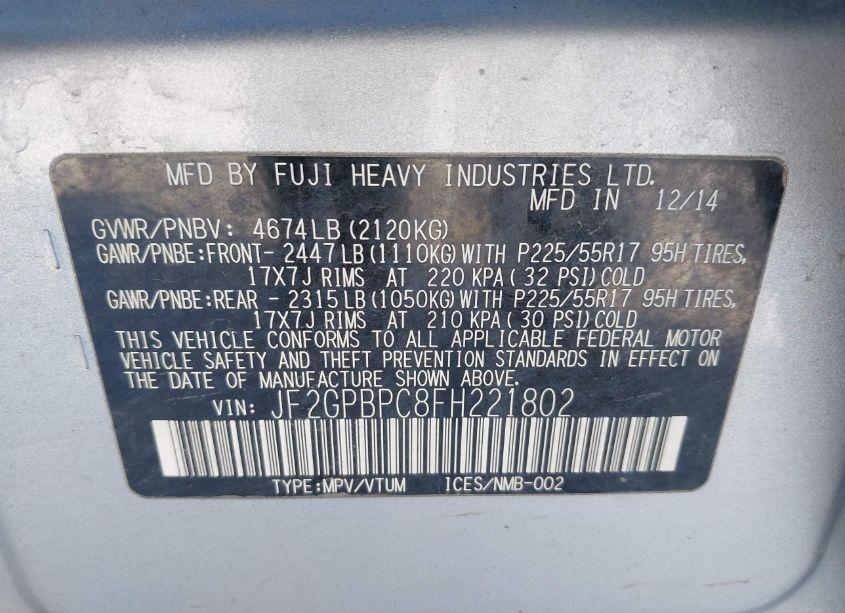 MFD BY FUJI HEAVY INDUSTRIES LTD.
MFD IN 12/14
GVWR/PNBV: 4674LB (2120KG)
GAWR/PNBE:FRONT- 2447LB (1110KG) WITH P225/55R17 95H TIRES,
17X7J RIMS AT 220 KPA ( 32 PSI) COLD
GAWR/PNBE:REAR - 2315LB (1050KG) WITH P225/55R17 95H TIRES,
17X7J RIMS AT 210 KPA ( 30 PSI) COLD
THIS VEHICLE CONFORMS TO ALL APPLICABLE FEDERAL MOTOR
VEHICLE SAFETY AND THEFT PREVENTION STANDARDS IN EFFECT ON
THE DATE OF MANUFACTURE SHOWN ABOVE.
VIN: JF2GPBPC8FH221802
TYPE:MPV/VTUM ICES/NMB-002